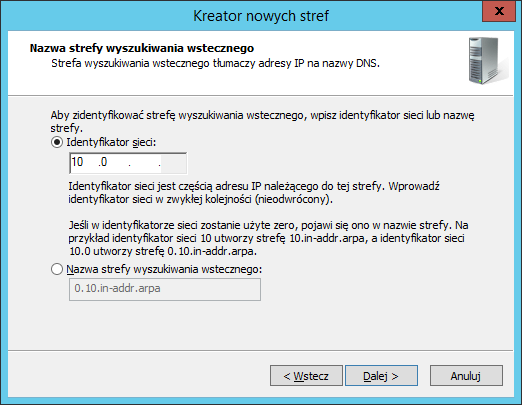 Kreator nowych stref
x
Nazwa strefy wyszukiwania wstecznego
Strefa wyszukiwania wstecznego tłumaczy adresy IP na nazwy DNS.
Aby zidentyfikować strefę wyszukiwania wstecznego, wpisz identyfikator sieci lub nazwę
strefy.
Identyfikator sieci:
10 .0 . .
Identyfikator sieci jest częścią adresu IP należącego do tej strefy. Wprowadź
identyfikator sieci w zwykłej kolejności (nieodwrócony).
Jeśli w identyfikatorze sieci zostanie użyte zero, pojawi się ono w nazwie strefy. Na
przykład identyfikator sieci 10 utworzy strefę 10.in-addr.arpa, a identyfikator sieci
10.0 utworzy strefę 0.10.in-addr.arpa.
Nazwa strefy wyszukiwania wstecznego:
0.10.in-addr.arpa
< Wstecz Dalej > Anuluj